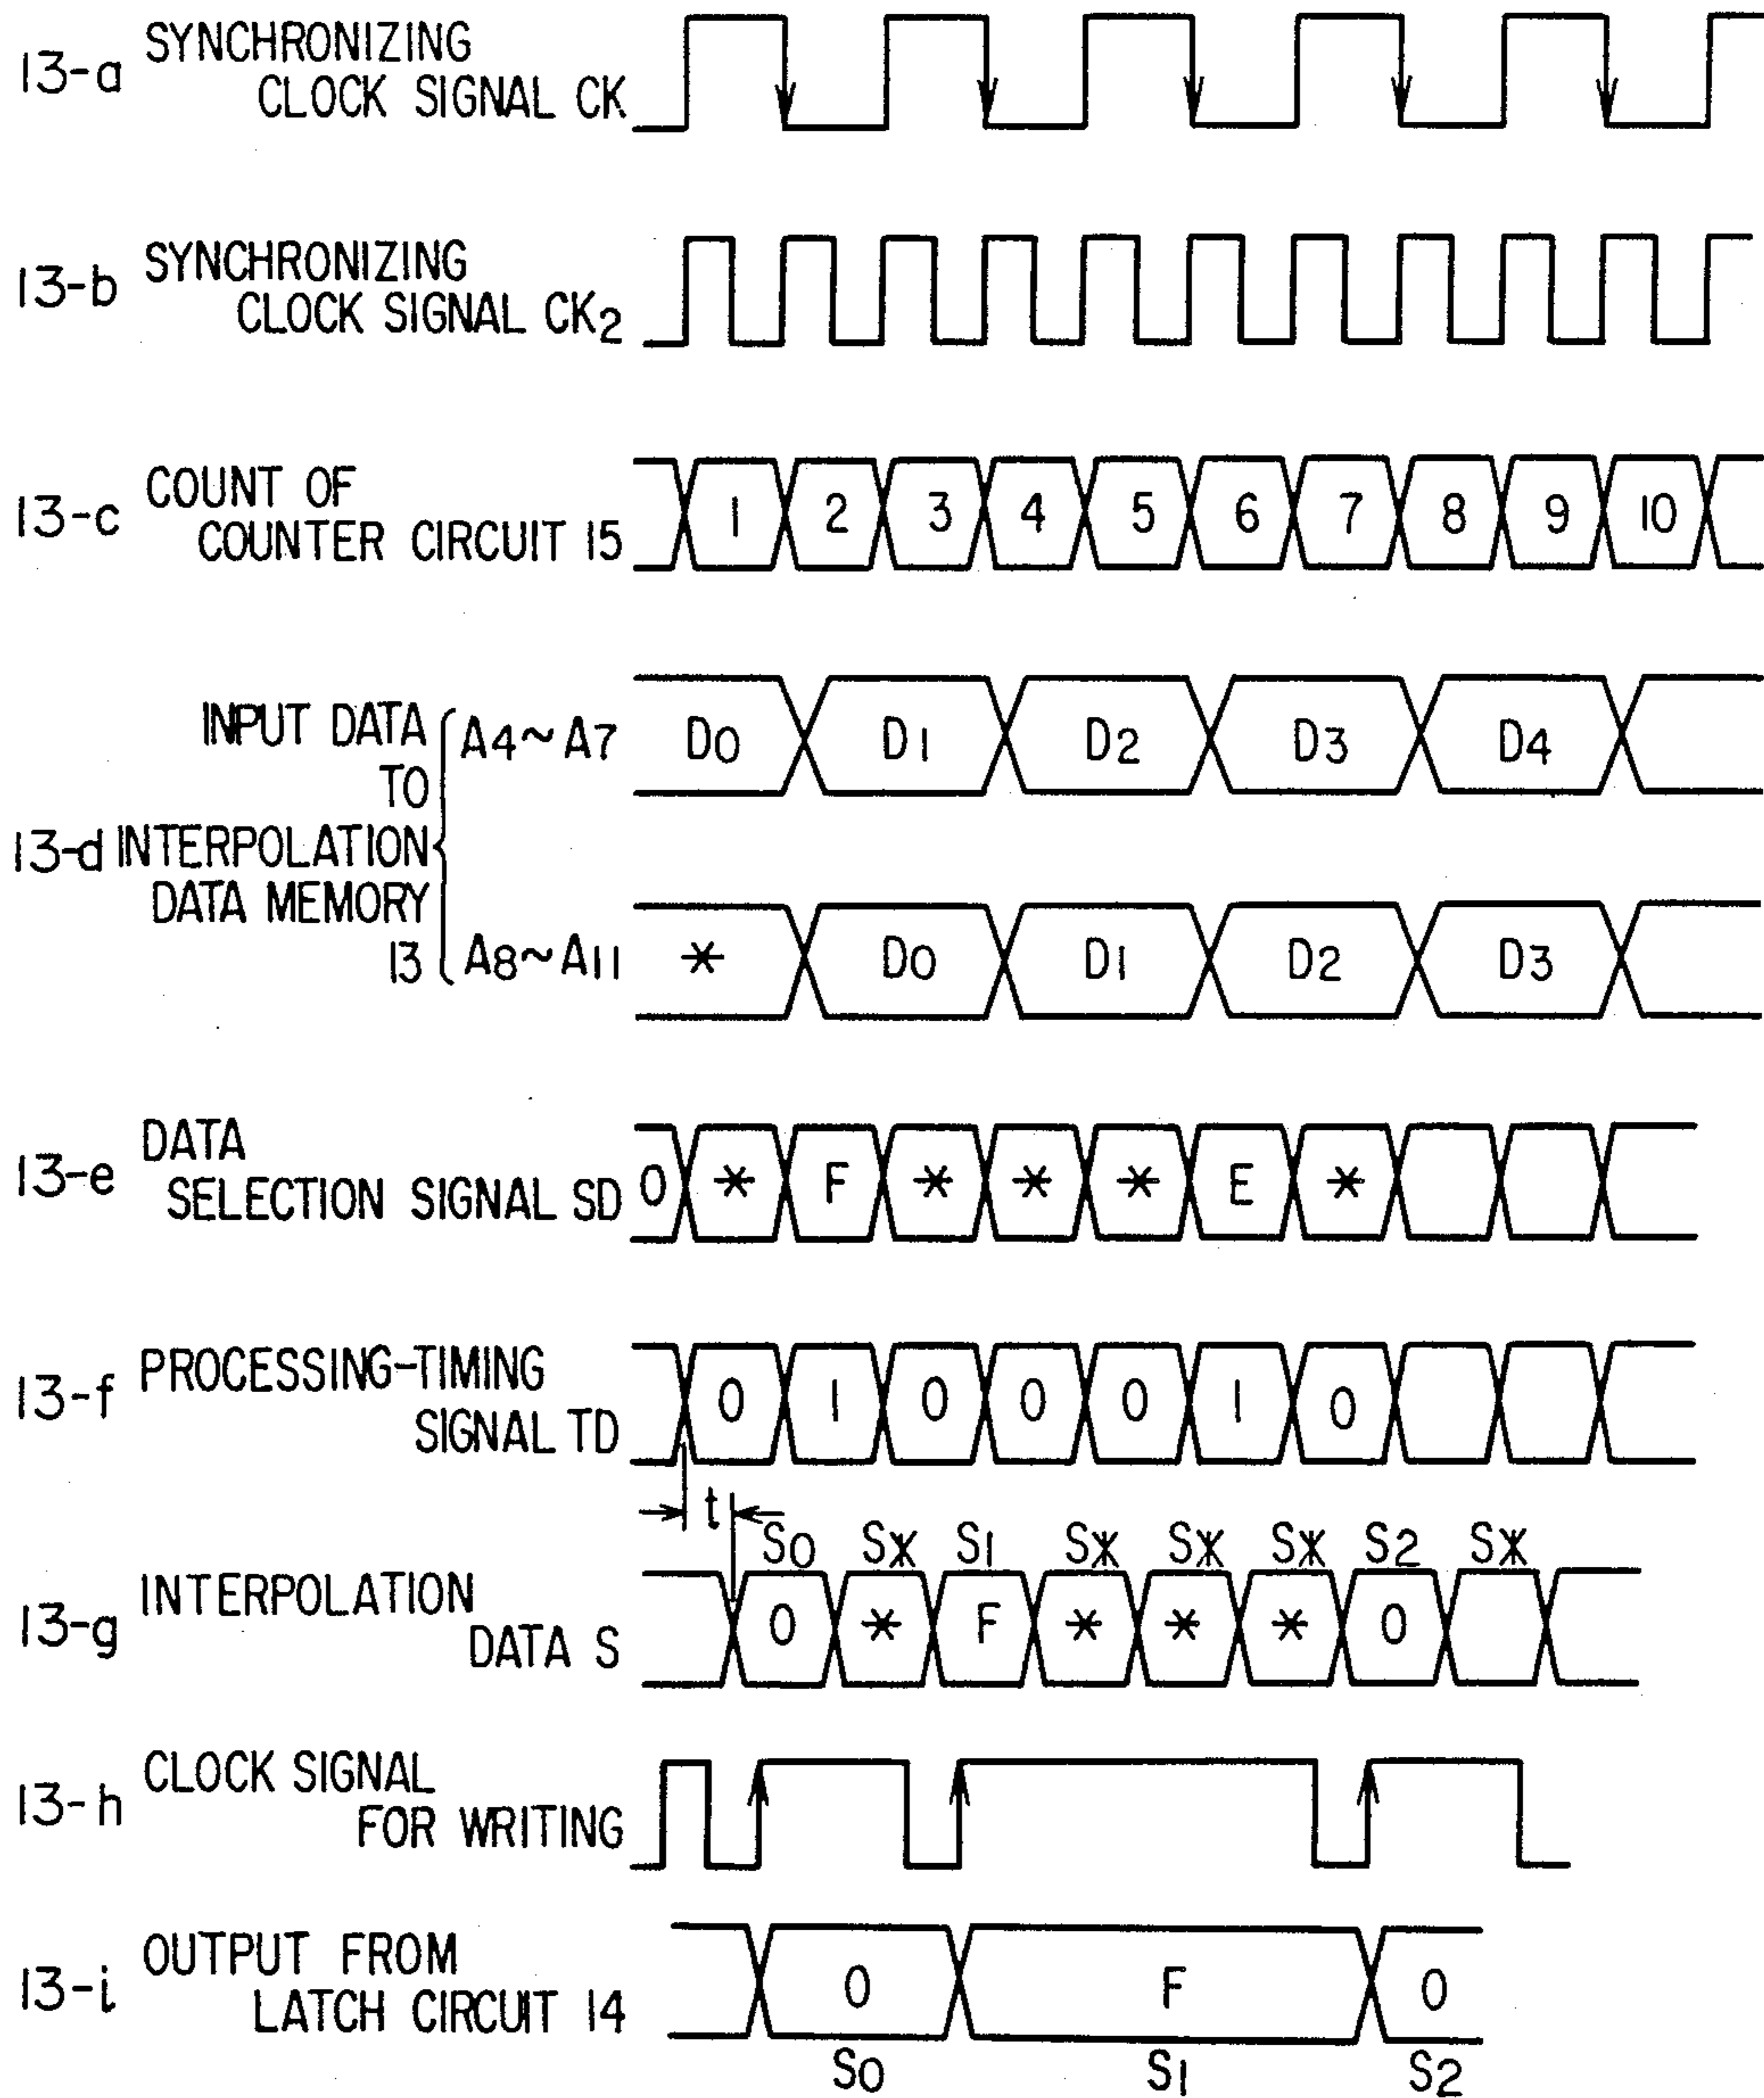 13-a SYNCHRONIZING
CLOCK SIGNAL CK
13-b SYNCHRONIZING
CLOCK SIGNAL CK2
13-c COUNT OF
COUNTER CIRCUIT 15
1 2 3 4 5 6 7 8 9 10
INPUT DATA
TO
13-d INTERPOLATION
DATA MEMORY
13
A4~A7 D0 D1 D2 D3 D4
A8~A11 * D0 D1 D2 D3
13-e DATA
SELECTION SIGNAL SD
0 * F * * * E *
13-f PROCESSING-TIMING
SIGNAL TD
0 1 0 0 0 1 0
t
S0 S* S1 S* S* S* S2 S*
13-g INTERPOLATION
DATA S
0 * F * * * 0
13-h CLOCK SIGNAL
FOR WRITING
13-i OUTPUT FROM
LATCH CIRCUIT 14
0 F 0
S0 S1 S2